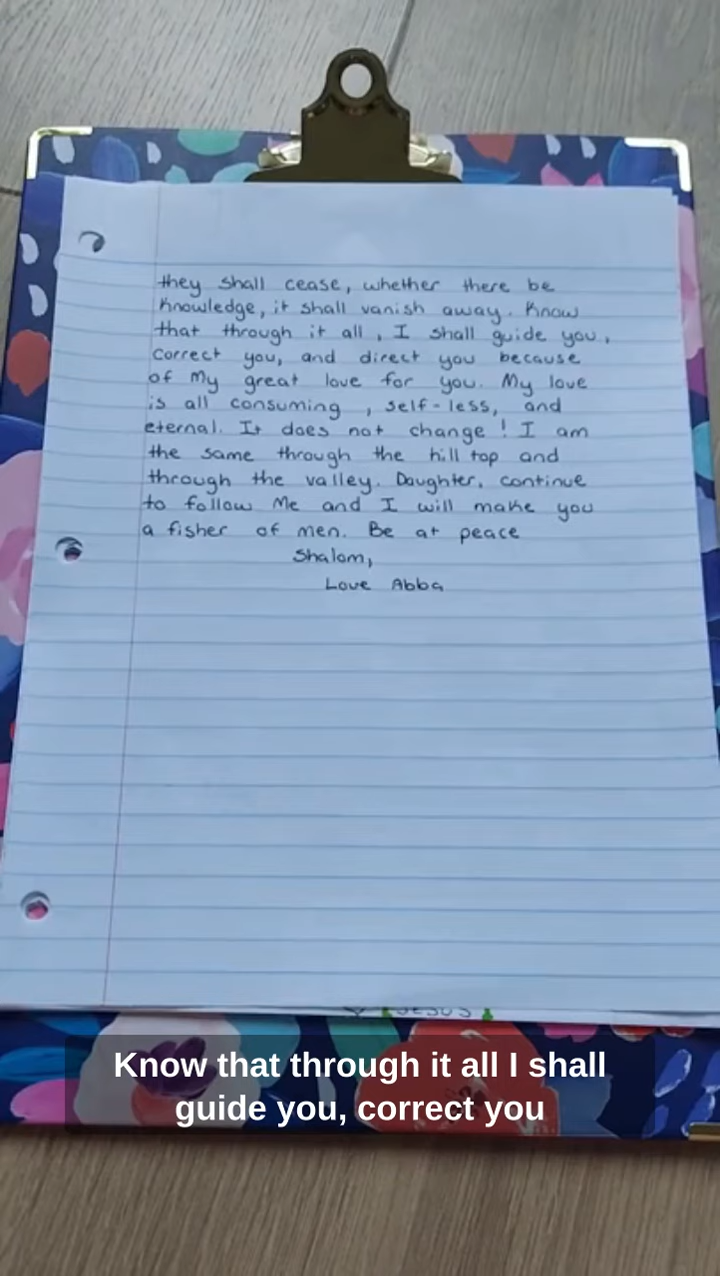 they shall cease, whether there be
knowledge, it shall vanish away. Know
that through it all, I shall guide you,
correct you, and direct you because
of My great love for you. My love
is all consuming, self-less, and
eternal. It does not change! I am
the same through the hill top and
through the valley. Daughter, continue
to follow Me and I will make you
a fisher of men. Be at peace
Shalom,
Love Abba
JESUS
Know that through it all I shall
guide you, correct you